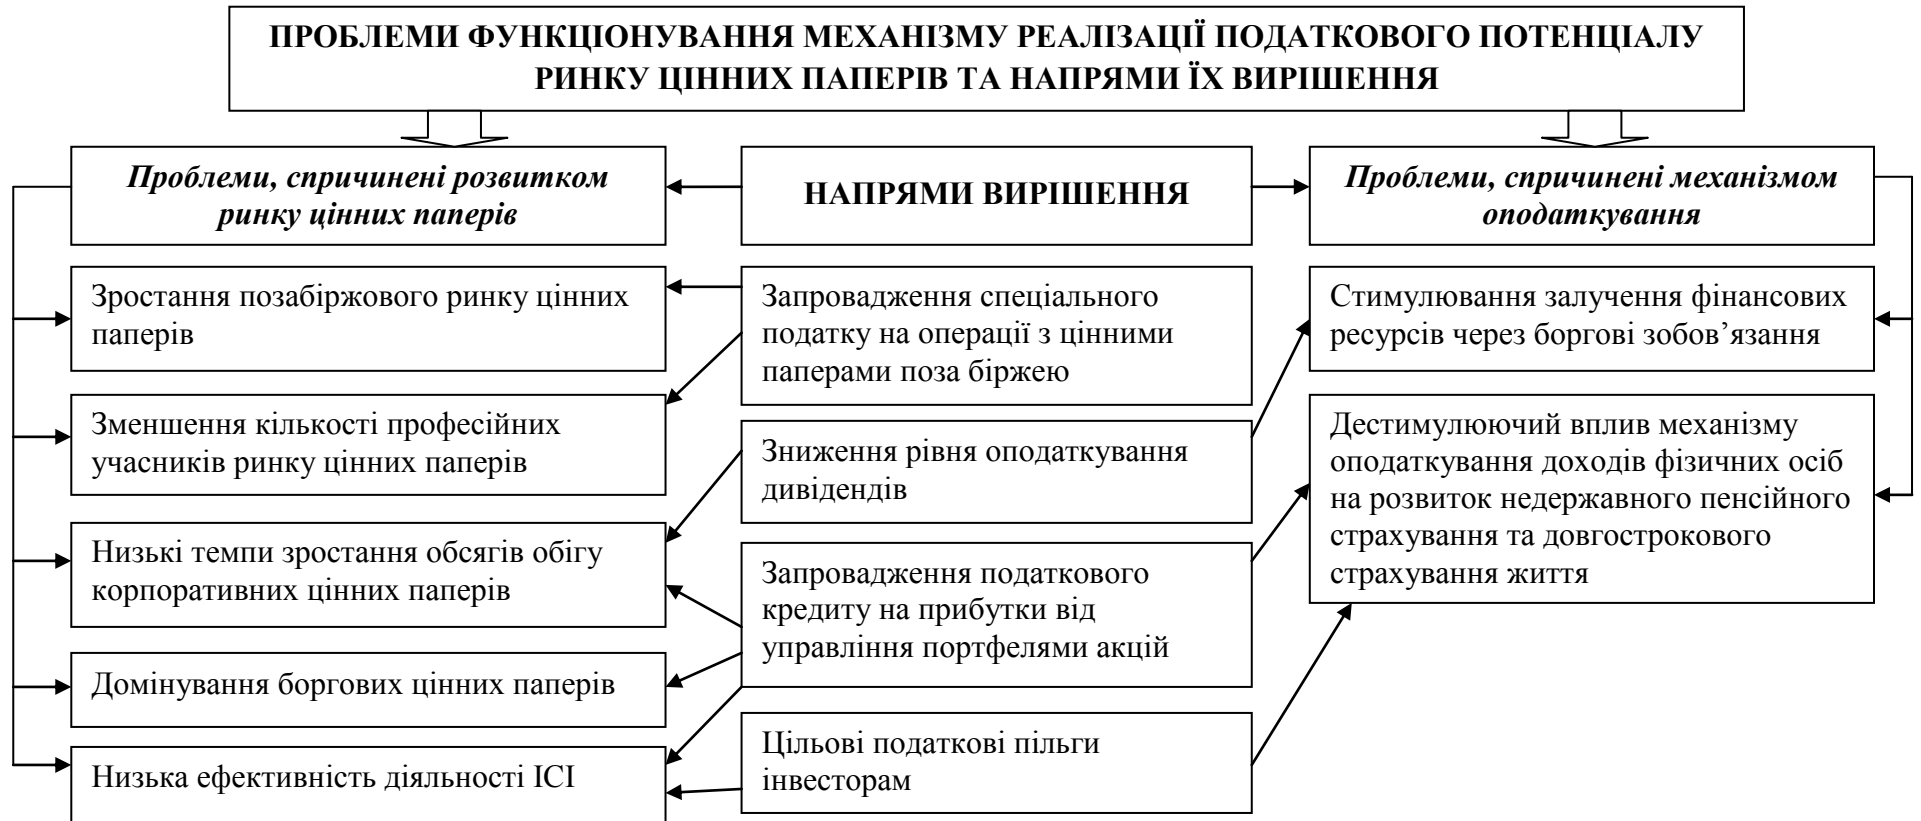 ПРОБЛЕМИ ФУНКЦІОНУВАННЯ МЕХАНІЗМУ РЕАЛІЗАЦІЇ ПОДАТКОВОГО ПОТЕНЦІАЛУ
РИНКУ ЦІННИХ ПАПЕРІВ ТА НАПРЯМИ ЇХ ВИРІШЕННЯ
Проблеми, спричинені розвитком
ринку цінних паперів
НАПРЯМИ ВИРІШЕННЯ
Проблеми, спричинені механізмом
оподаткування
Зростання позабіржового ринку цінних
паперів
Зменшення кількості професійних
учасників ринку цінних паперів
Низькі темпи зростання обсягів обігу
корпоративних цінних паперів
Домінування боргових цінних паперів
Низька ефективність діяльності ІСІ
Запровадження спеціального
податку на операції з цінними
паперами поза біржею
Зниження рівня оподаткування
дивідендів
Запровадження податкового
кредиту на прибутки від
управління портфелями акцій
Цільові податкові пільги
інвесторам
Стимулювання залучення фінансових
ресурсів через боргові зобов’язання
Дестимулюючий вплив механізму
оподаткування доходів фізичних осіб
на розвиток недержавного пенсійного
страхування та довгострокового
страхування життя